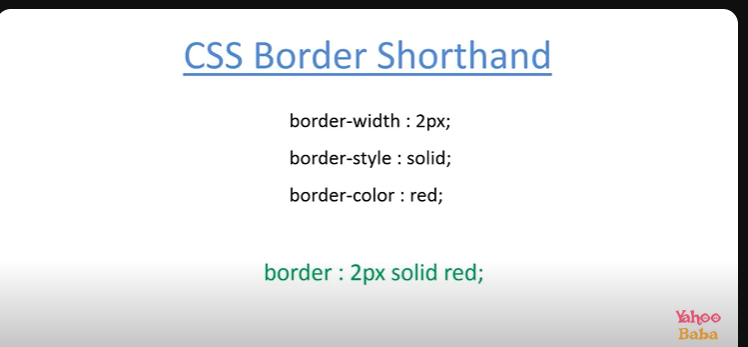 CSS Border Shorthand
border-width : 2px;
border-style : solid;
border-color : red;
border : 2px solid red;
Yahoo
Baba